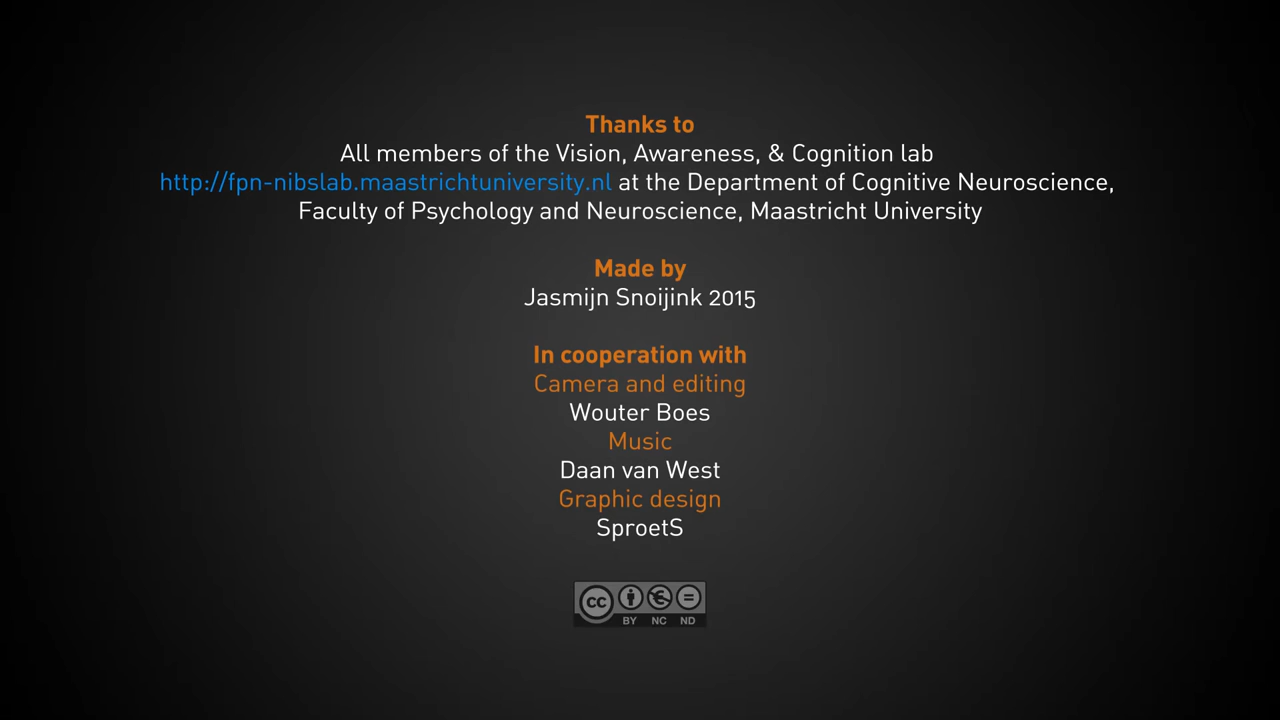 Thanks to
All members of the Vision, Awareness, & Cognition lab
http://fpn-nibslab.maastrichtuniversity.nl at the Department of Cognitive Neuroscience,
Faculty of Psychology and Neuroscience, Maastricht University
Made by
Jasmijn Snoijink 2015
In cooperation with
Camera and editing
Wouter Boes
Music
Daan van West
Graphic design
SproetS
cc
BY NC ND